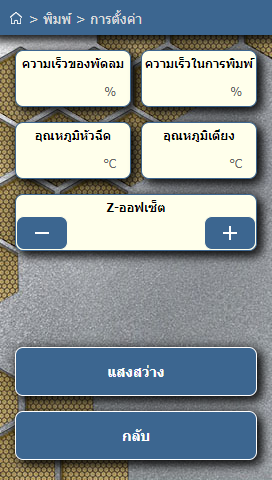 > พิมพ์ > การตั้งค่า
ความเร็วของพัดลม ความเร็วในการพิมพ์
% %
อุณหภูมิหัวฉีด อุณหภูมิเตียง
°C °C
Z-ออฟเซ็ต
− +
แสงสว่าง
กลับ